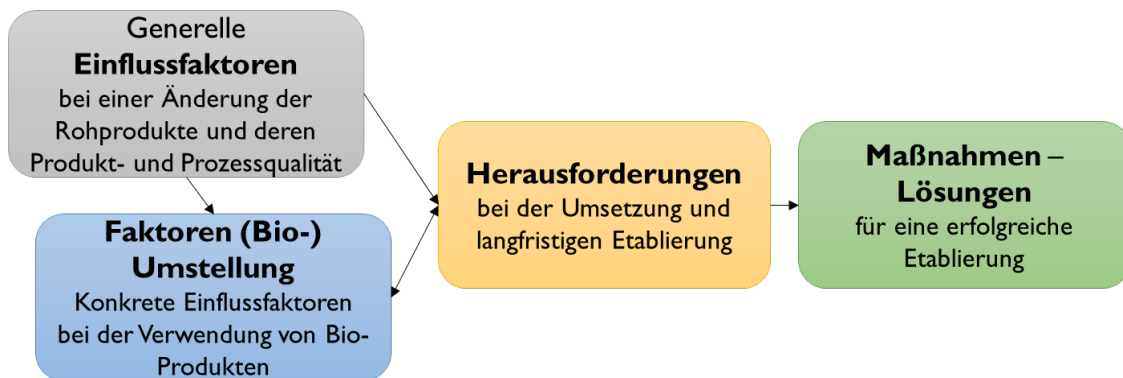 Generelle
Einflussfaktoren
bei einer Änderung der
Rohprodukte und deren
Produkt- und Prozessqualität
Faktoren (Bio-)
Umstellung
Konkrete Einflussfaktoren
bei der Verwendung von Bio-
Produkten
Herausforderungen
bei der Umsetzung und
langfristigen Etablierung
Maßnahmen –
Lösungen
für eine erfolgreiche
Etablierung